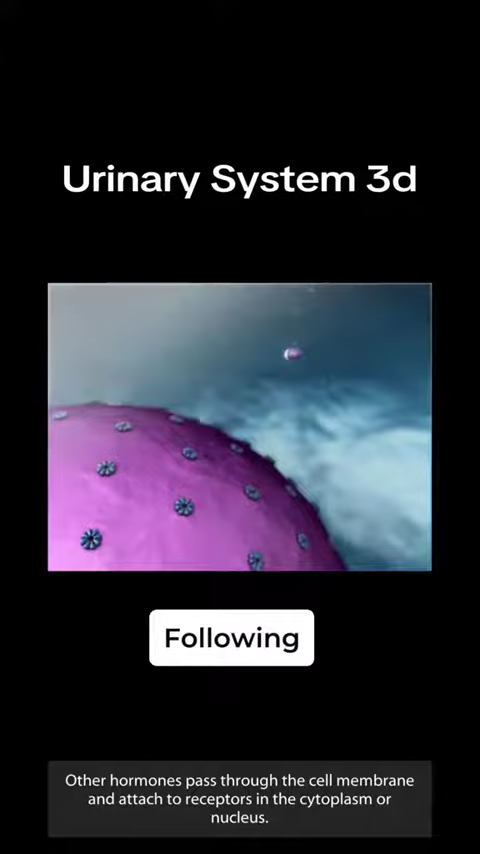 Urinary System 3d
Following
Other hormones pass through the cell membrane
and attach to receptors in the cytoplasm or
nucleus.